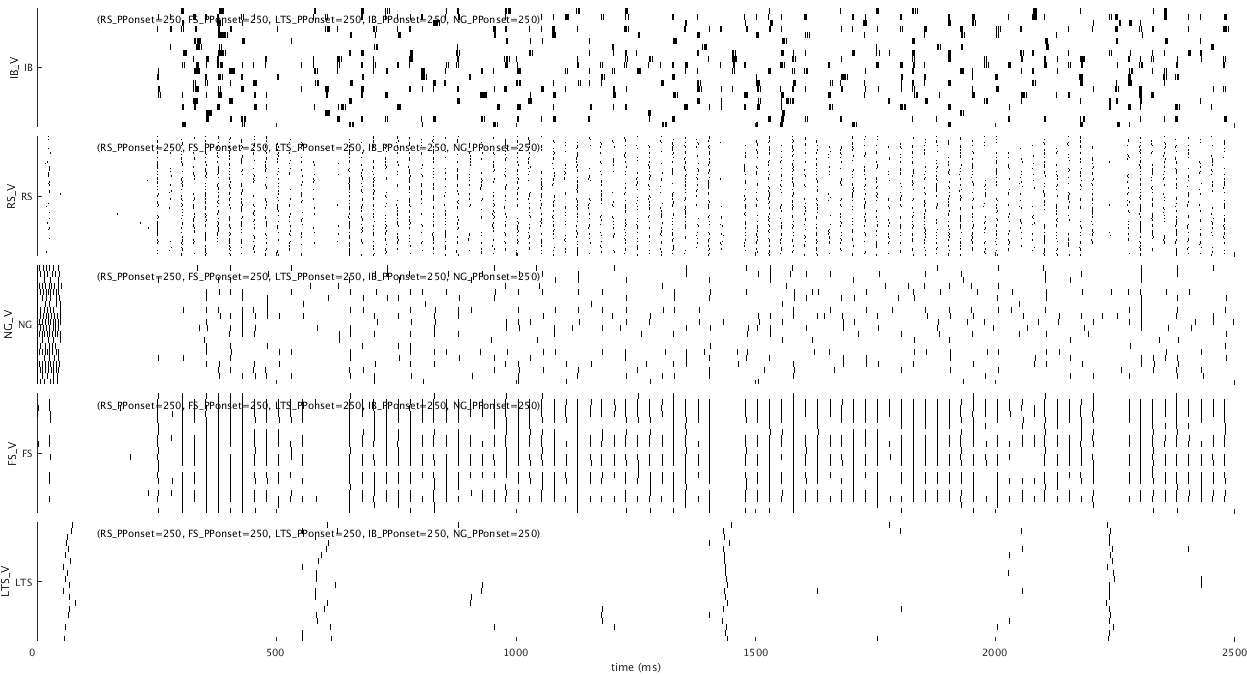 (RS_PPonset=250, FS_PPonset=250, LTS_PPonset=250, IB_PPonset=250, NG_PPonset=250)
IB_V
IB
(RS_PPonset=250, FS_PPonset=250, LTS_PPonset=250, IB_PPonset=250, NG_PPonset=250)
RS_V
RS
(RS_PPonset=250, FS_PPonset=250, LTS_PPonset=250, IB_PPonset=250, NG_PPonset=250)
NG_V
NG
(RS_PPonset=250, FS_PPonset=250, LTS_PPonset=250, IB_PPonset=250, NG_PPonset=250)
FS_V
FS
(RS_PPonset=250, FS_PPonset=250, LTS_PPonset=250, IB_PPonset=250, NG_PPonset=250)
LTS_V
LTS
0 500 1000 1500 2000 2500
time (ms)